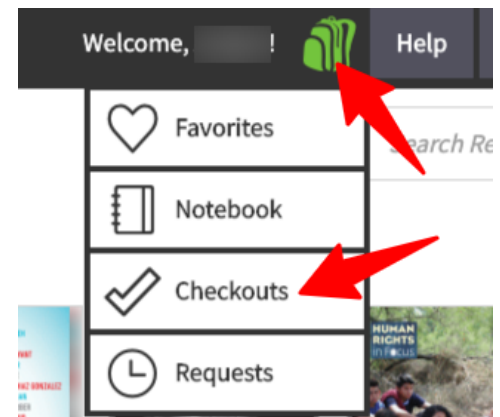 Welcome, !
Help
Favorites
Search Re
Notebook
Checkouts
Requests
HUMAN
RIGHTS
in FOCUS